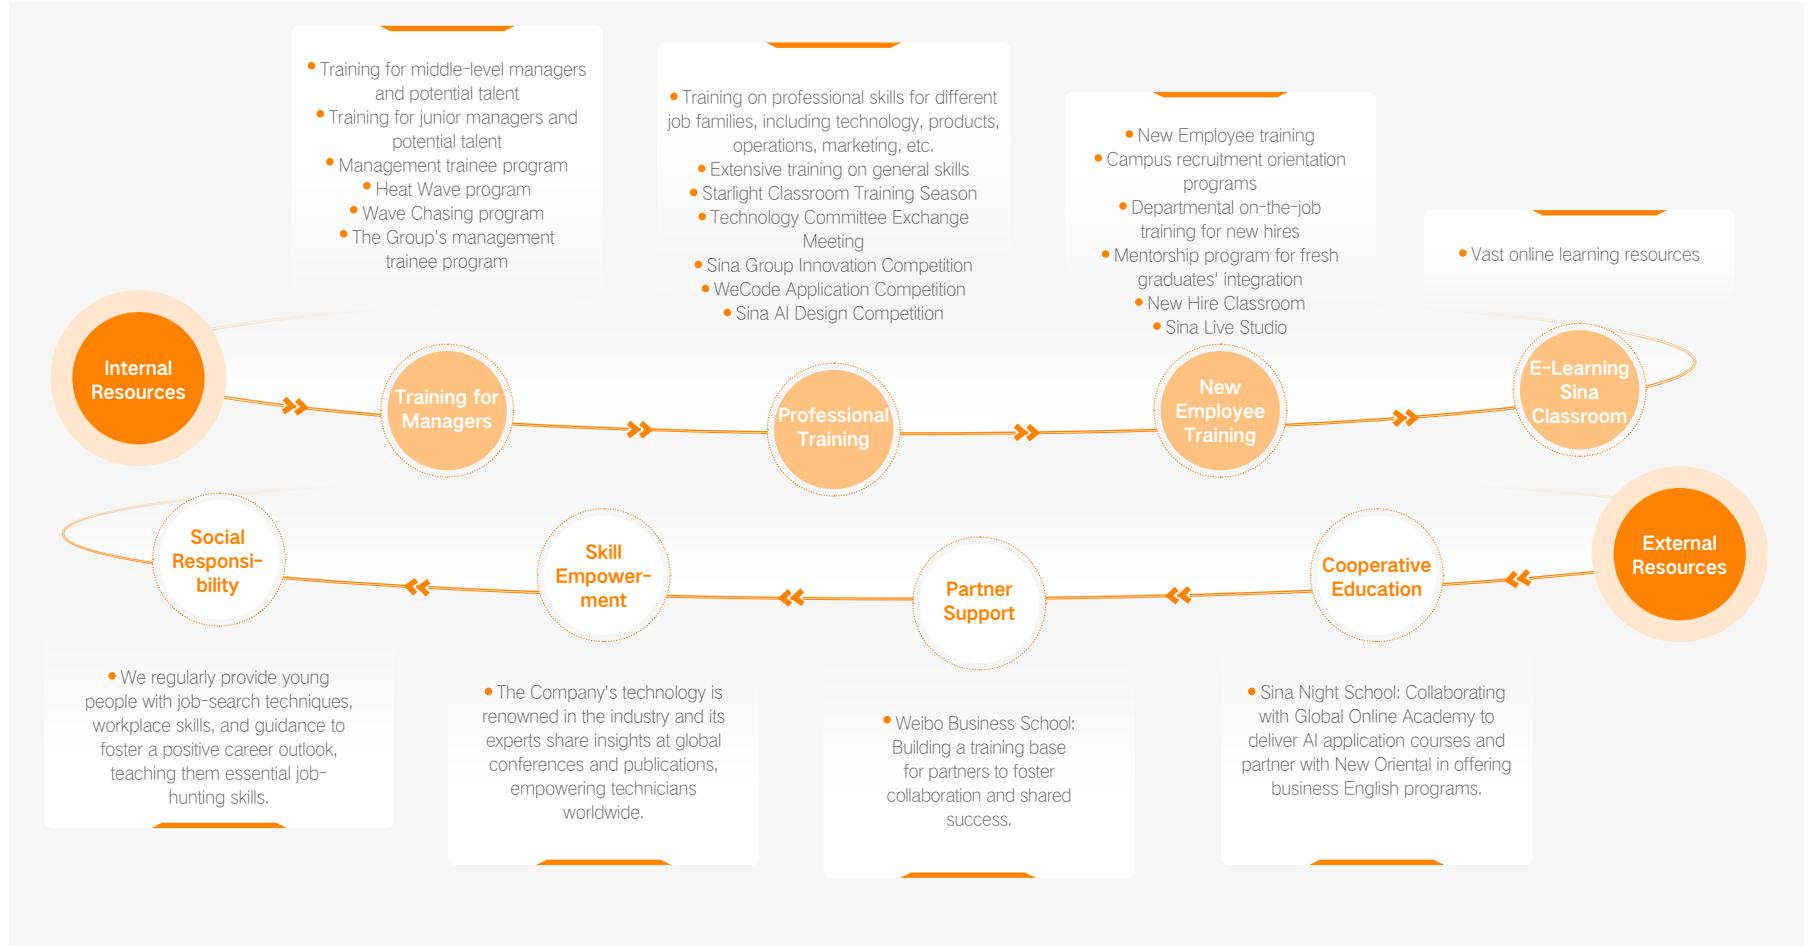 Internal
Resources
• Training for middle-level managers
and potential talent
• Training for junior managers and
potential talent
• Management trainee program
• Heat Wave program
• Wave Chasing program
• The Group's management
trainee program
Training for
Managers
• Training on professional skills for different
job families, including technology, products,
operations, marketing, etc.
• Extensive training on general skills
• Starlight Classroom Training Season
• Technology Committee Exchange
Meeting
• Sina Group Innovation Competition
• WeCode Application Competition
• Sina AI Design Competition
Professional
Training
• New Employee training
• Campus recruitment orientation
programs
• Departmental on-the-job
training for new hires
• Mentorship program for fresh
graduates' integration
• New Hire Classroom
• Sina Live Studio
New
Employee
Training
• Vast online learning resources
E-Learning
Sina
Classroom
External
Resources
Cooperative
Education
• Sina Night School: Collaborating
with Global Online Academy to
deliver AI application courses and
partner with New Oriental in offering
business English programs.
Partner
Support
• Weibo Business School:
Building a training base
for partners to foster
collaboration and shared
success.
Skill
Empower-
ment
• The Company's technology is
renowned in the industry and its
experts share insights at global
conferences and publications,
empowering technicians
worldwide.
Social
Responsi-
bility
• We regularly provide young
people with job-search techniques,
workplace skills, and guidance to
foster a positive career outlook,
teaching them essential job-
hunting skills.